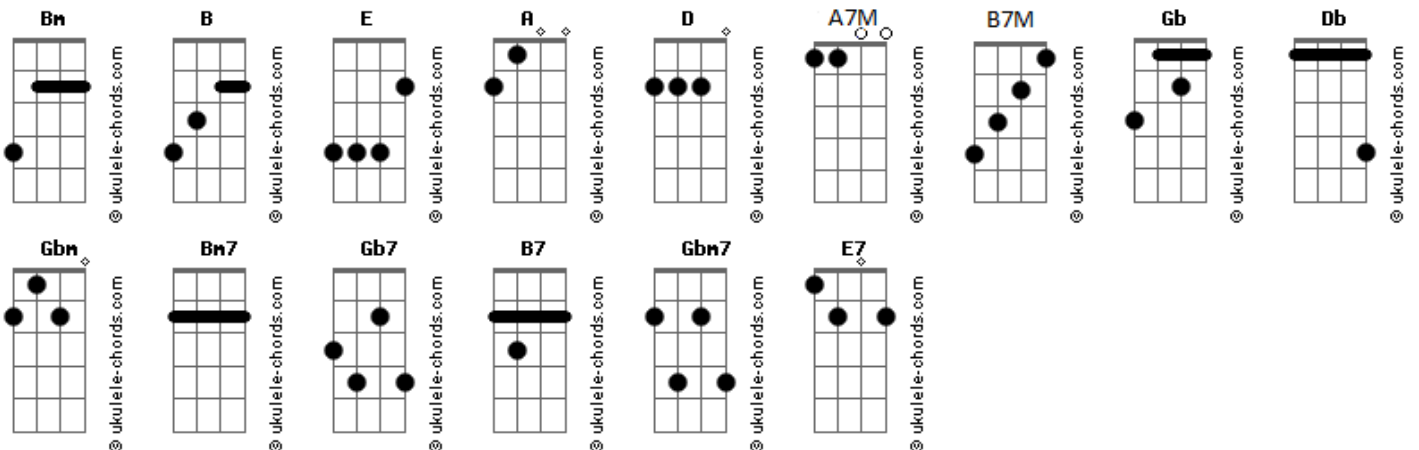 Bm B E A D A7M B7M Gb Db
© ukulele-chords.com © ukulele-chords.com © ukulele-chords.com © ukulele-chords.com © ukulele-chords.com © ukulele-chords.com © ukulele-chords.com © ukulele-chords.com © ukulele-chords.com
Gbm Bm7 Gb7 B7 Gbm7 E7
© ukulele-chords.com © ukulele-chords.com © ukulele-chords.com © ukulele-chords.com © ukulele-chords.com © ukulele-chords.com